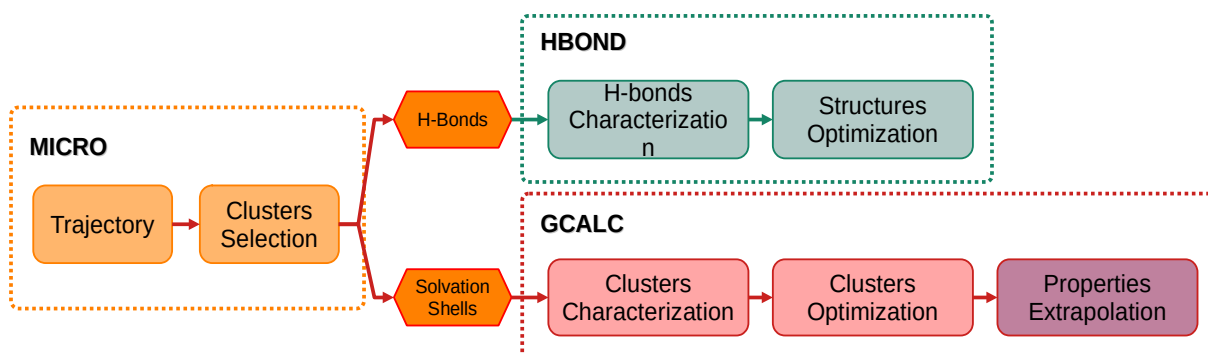 MICRO
Trajectory
Clusters
Selection
H-Bonds
HBOND
H-bonds
Characterizatio
n
Structures
Optimization
Solvation
Shells
GCALC
Clusters
Characterization
Clusters
Optimization
Properties
Extrapolation